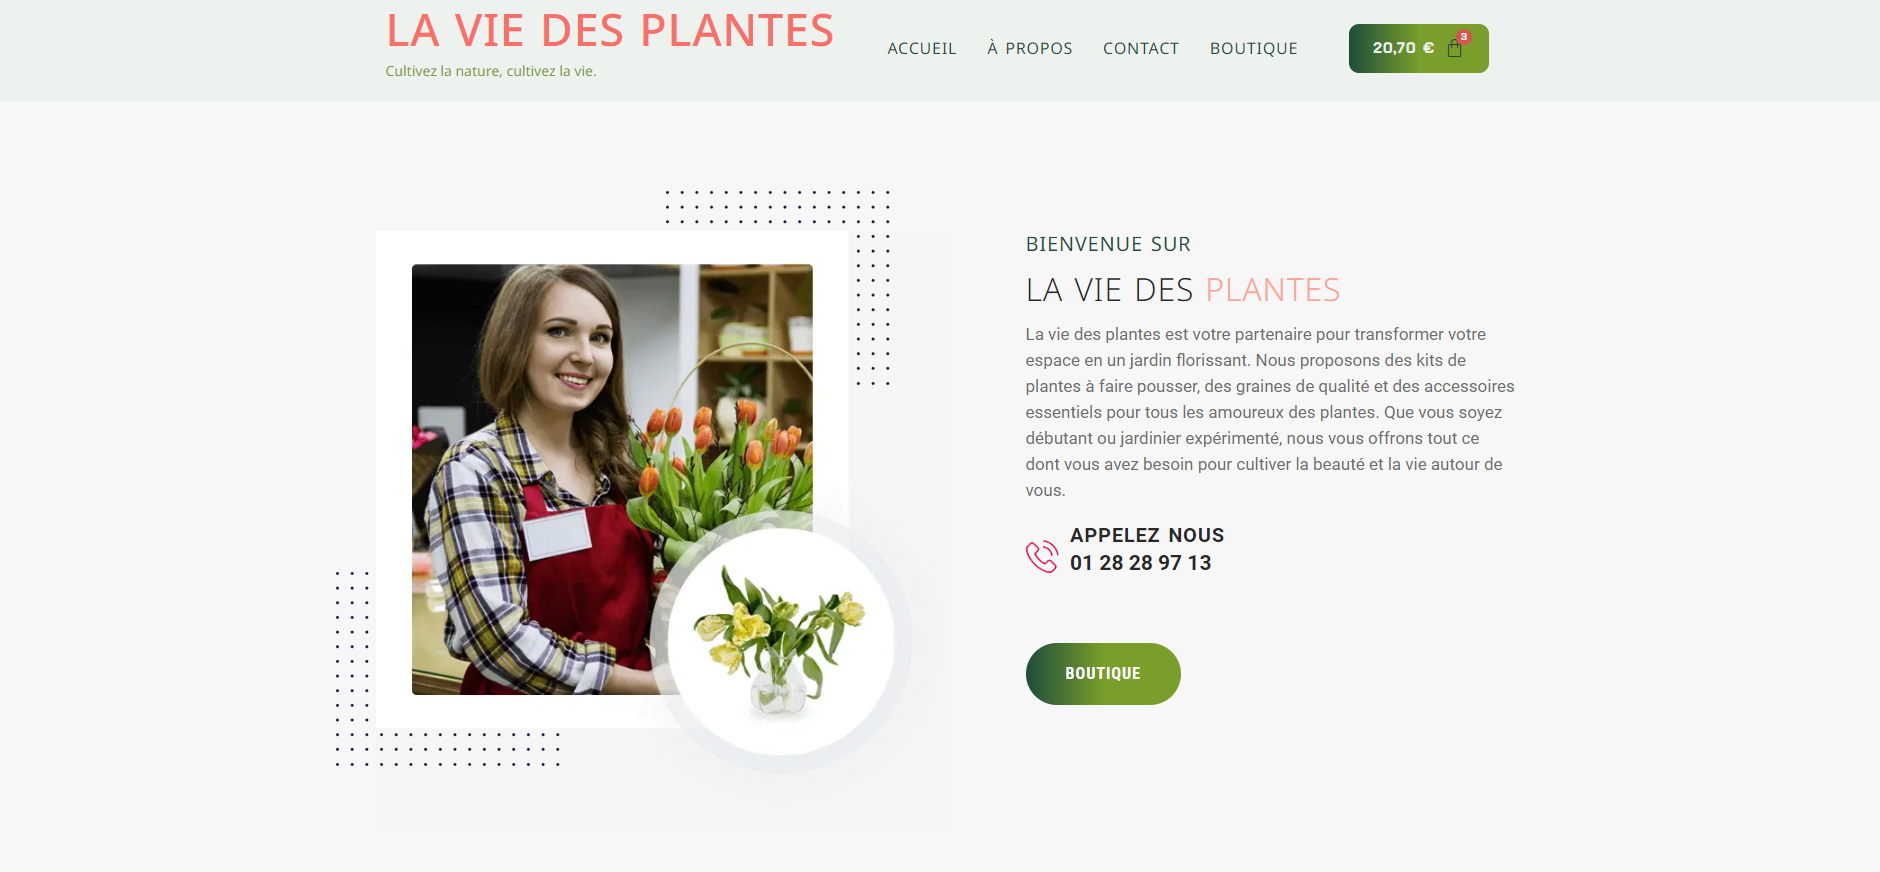 LA VIE DES PLANTES
Cultivez la nature, cultivez la vie.
ACCUEIL
À PROPOS
CONTACT
BOUTIQUE
20,70 €
3
BIENVENUE SUR
LA VIE DES PLANTES
La vie des plantes est votre partenaire pour transformer votre
espace en un jardin florissant. Nous proposons des kits de
plantes à faire pousser, des graines de qualité et des accessoires
essentiels pour tous les amoureux des plantes. Que vous soyez
débutant ou jardinier expérimenté, nous vous offrons tout ce
dont vous avez besoin pour cultiver la beauté et la vie autour de
vous.
APPELEZ NOUS
01 28 28 97 13
BOUTIQUE